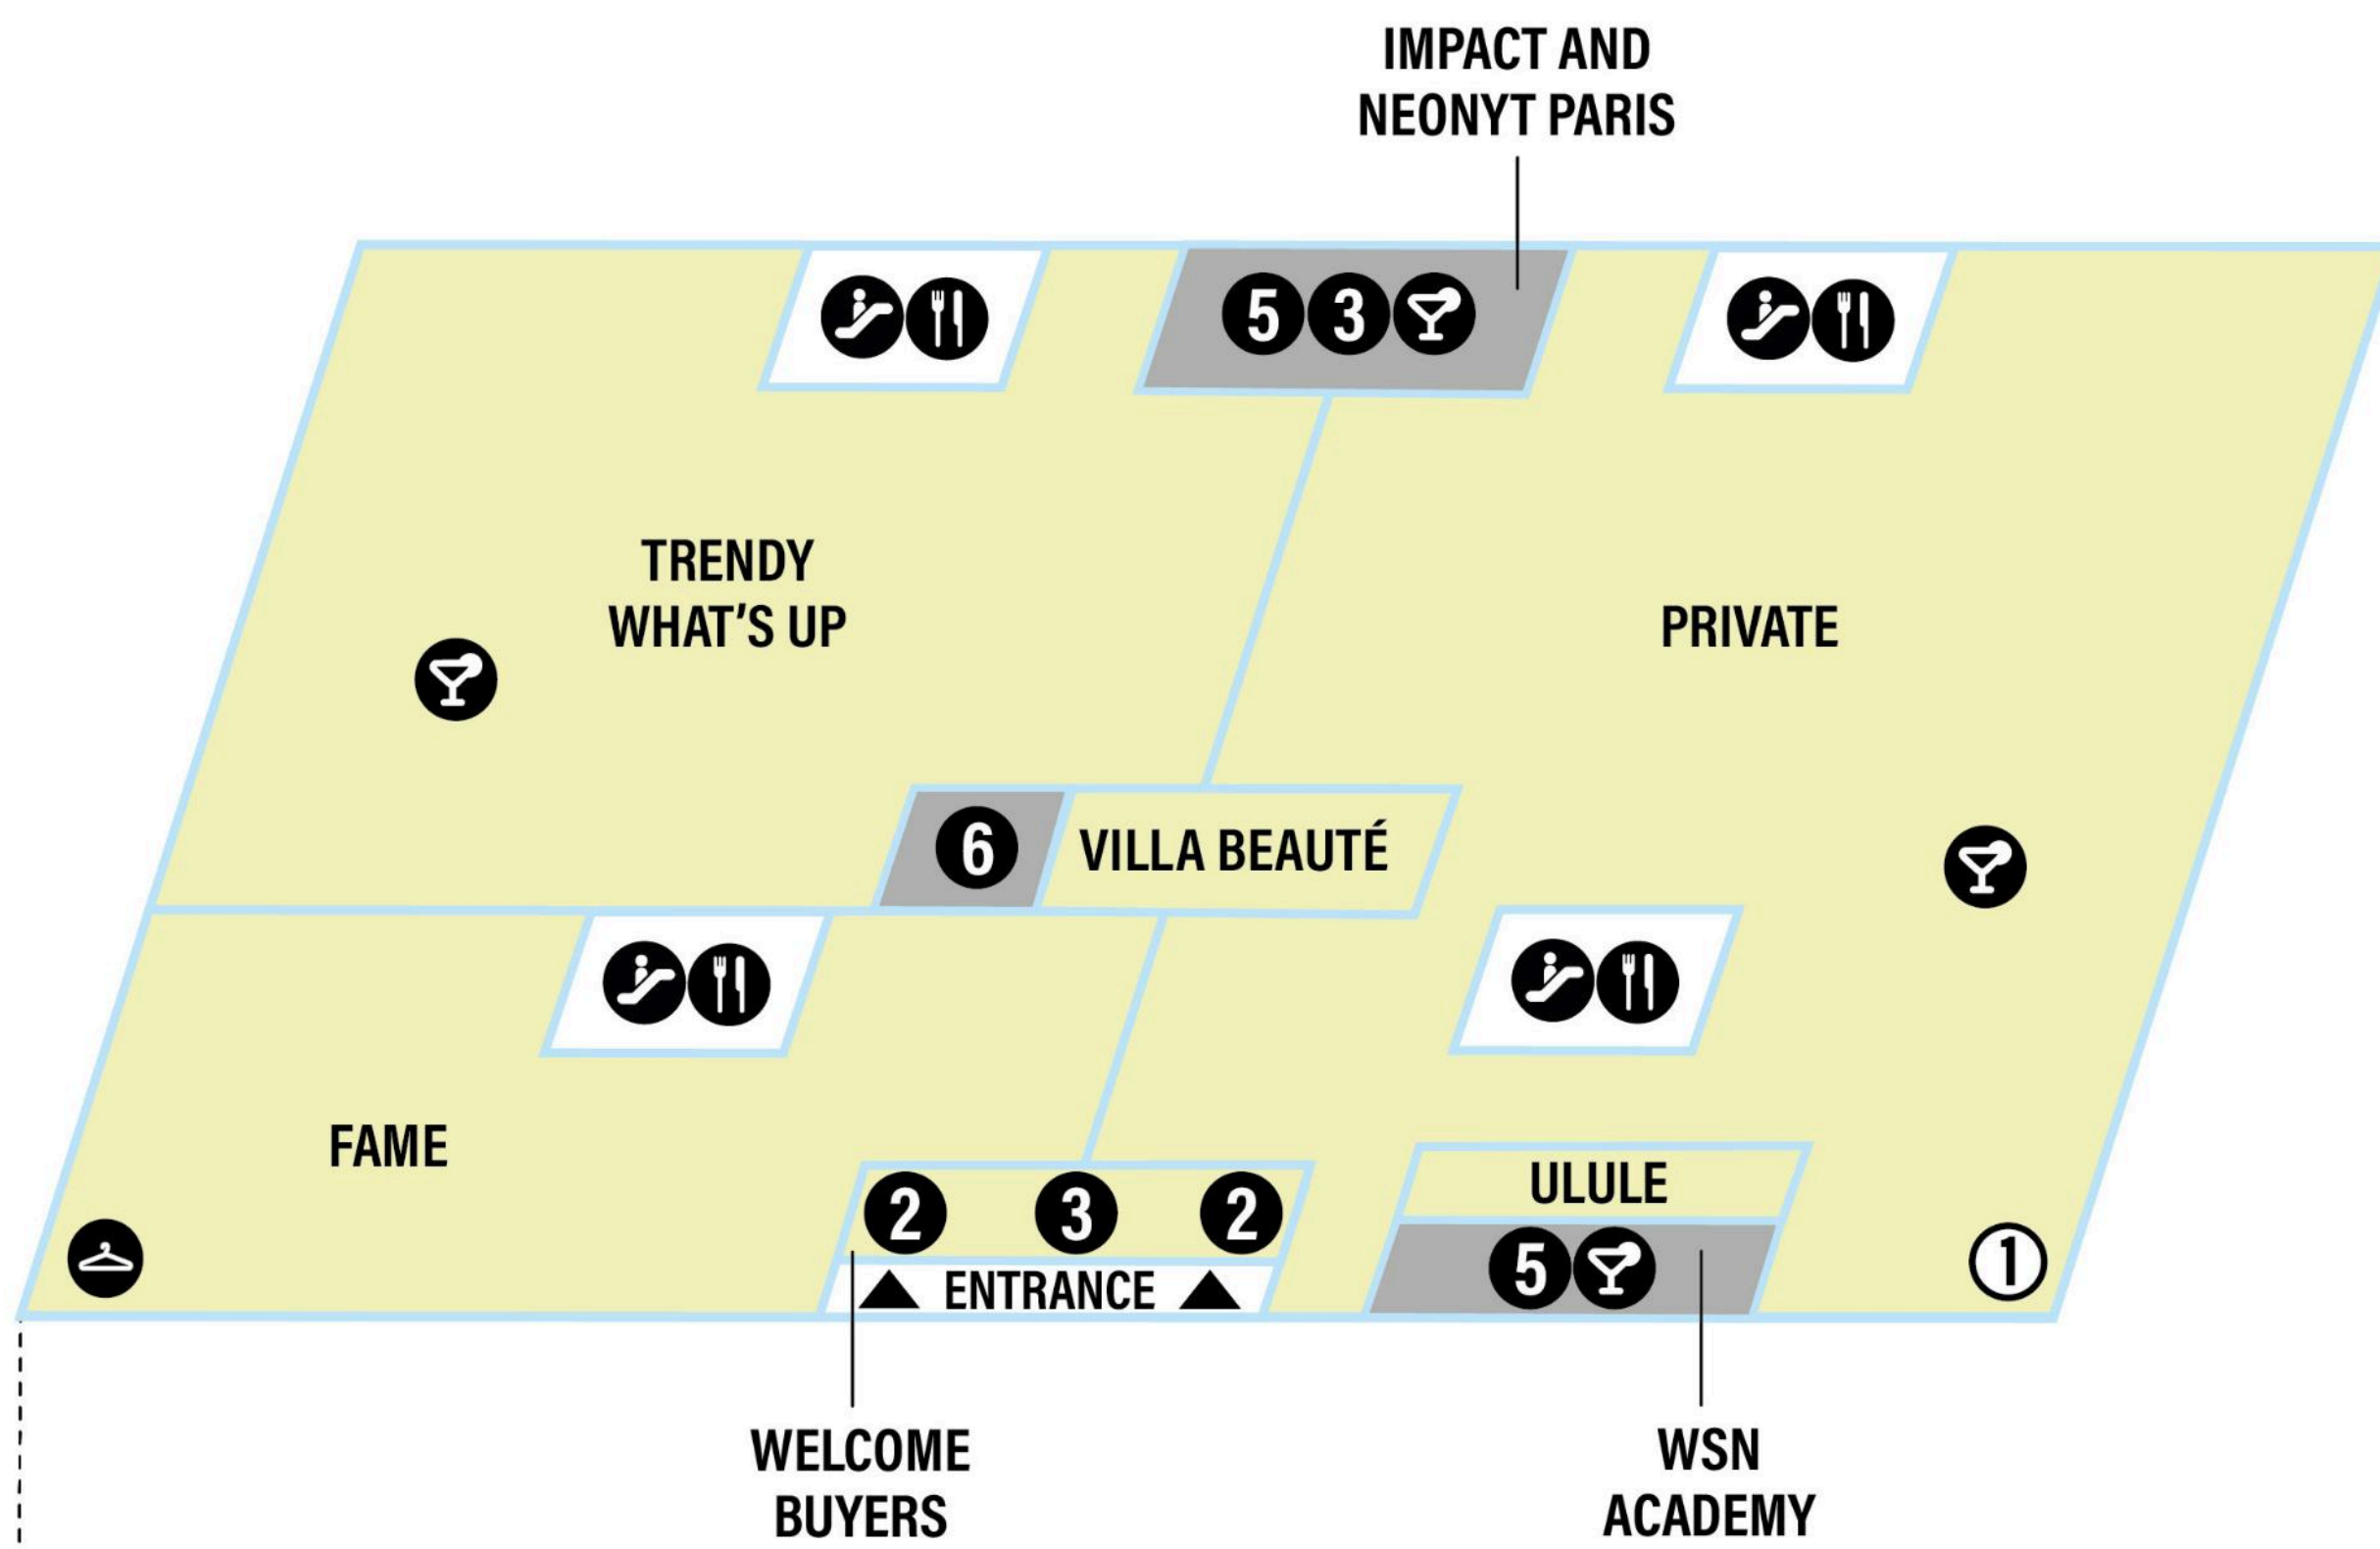 IMPACT AND
NEONYT PARIS
5 3
TRENDY
WHAT'S UP
PRIVATE
6 VILLA BEAUTÉ
FAME
2 3 2
ENTRANCE
ULULE
5
1
WELCOME
BUYERS
WSN
ACADEMY